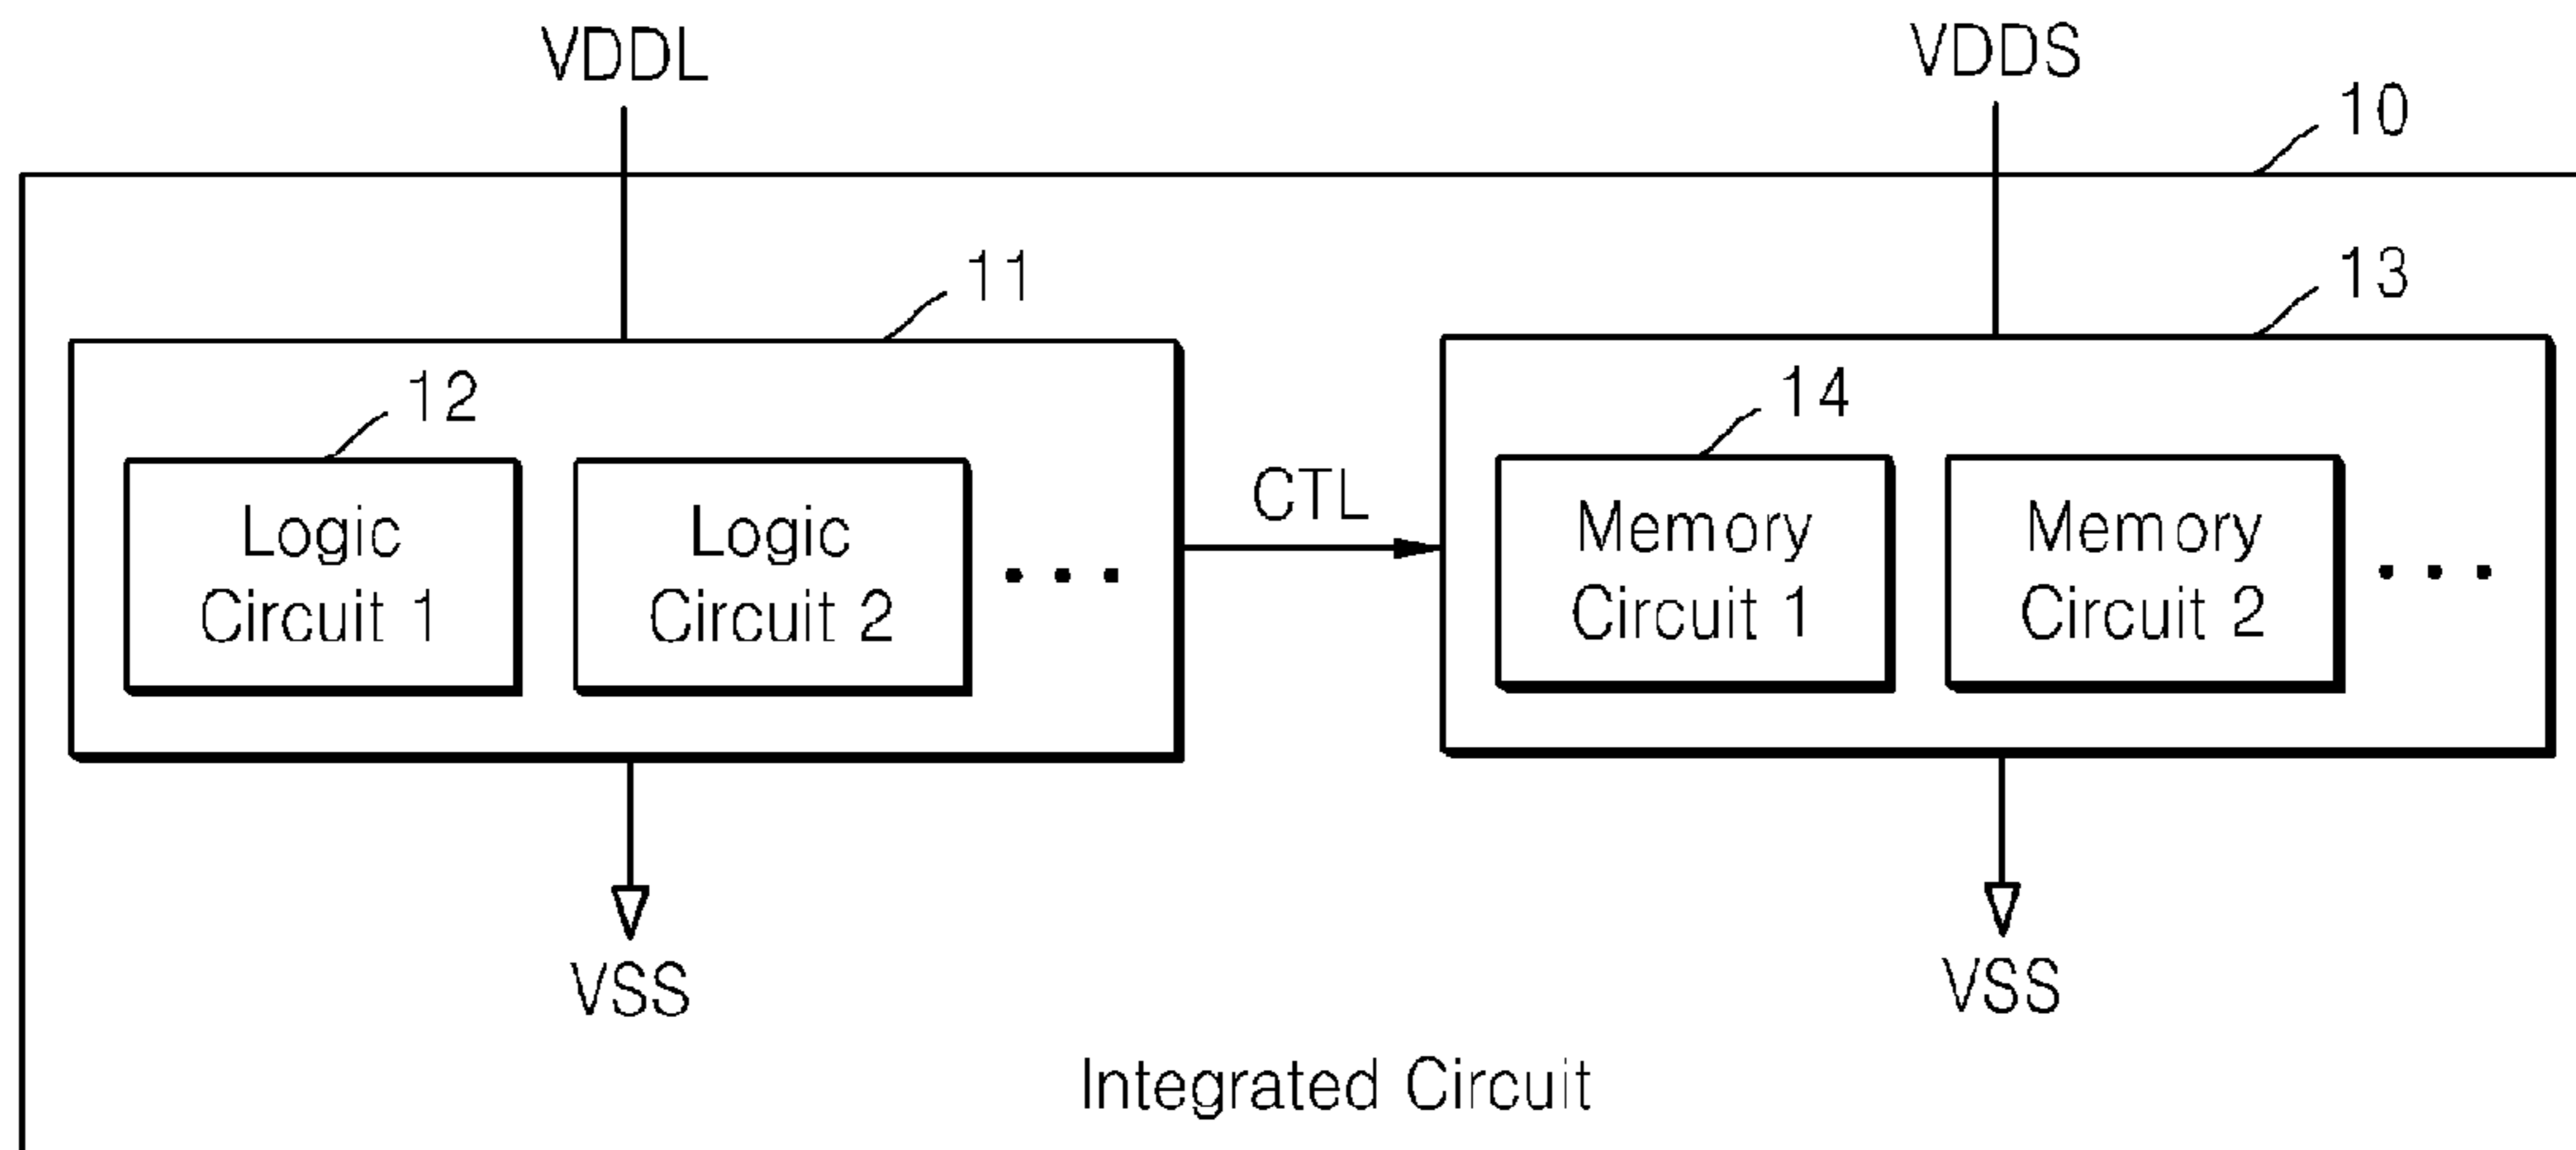 VDDL
VDDS
10
11
13
12
14
Logic
Circuit 1
Logic
Circuit 2
CTL
Memory
Circuit 1
Memory
Circuit 2
VSS
VSS
Integrated Circuit